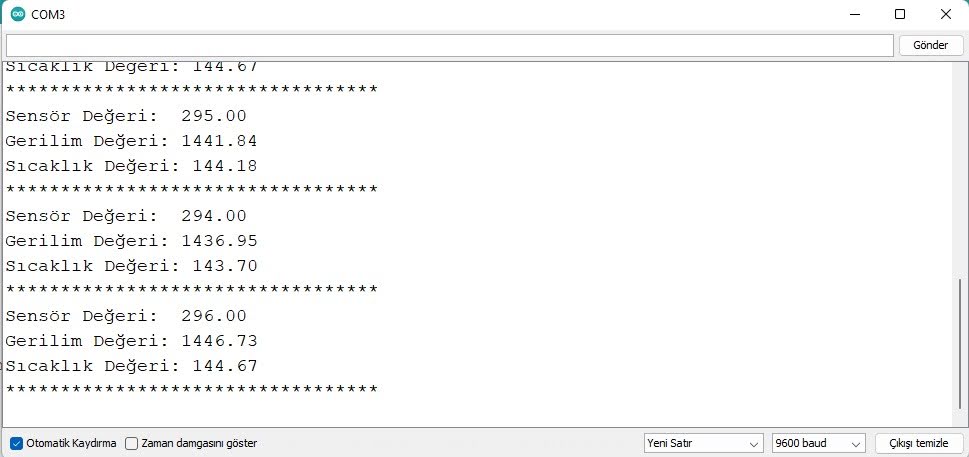 COM3
Gönder
Sıcaklık Değeri: 144.67
**********************************
Sensör Değeri:  295.00
Gerilim Değeri: 1441.84
Sıcaklık Değeri: 144.18
**********************************
Sensör Değeri:  294.00
Gerilim Değeri: 1436.95
Sıcaklık Değeri: 143.70
**********************************
Sensör Değeri:  296.00
Gerilim Değeri: 1446.73
Sıcaklık Değeri: 144.67
**********************************
Otomatik Kaydırma Zaman damgasını göster Yeni Satır 9600 baud Çıkışı temizle